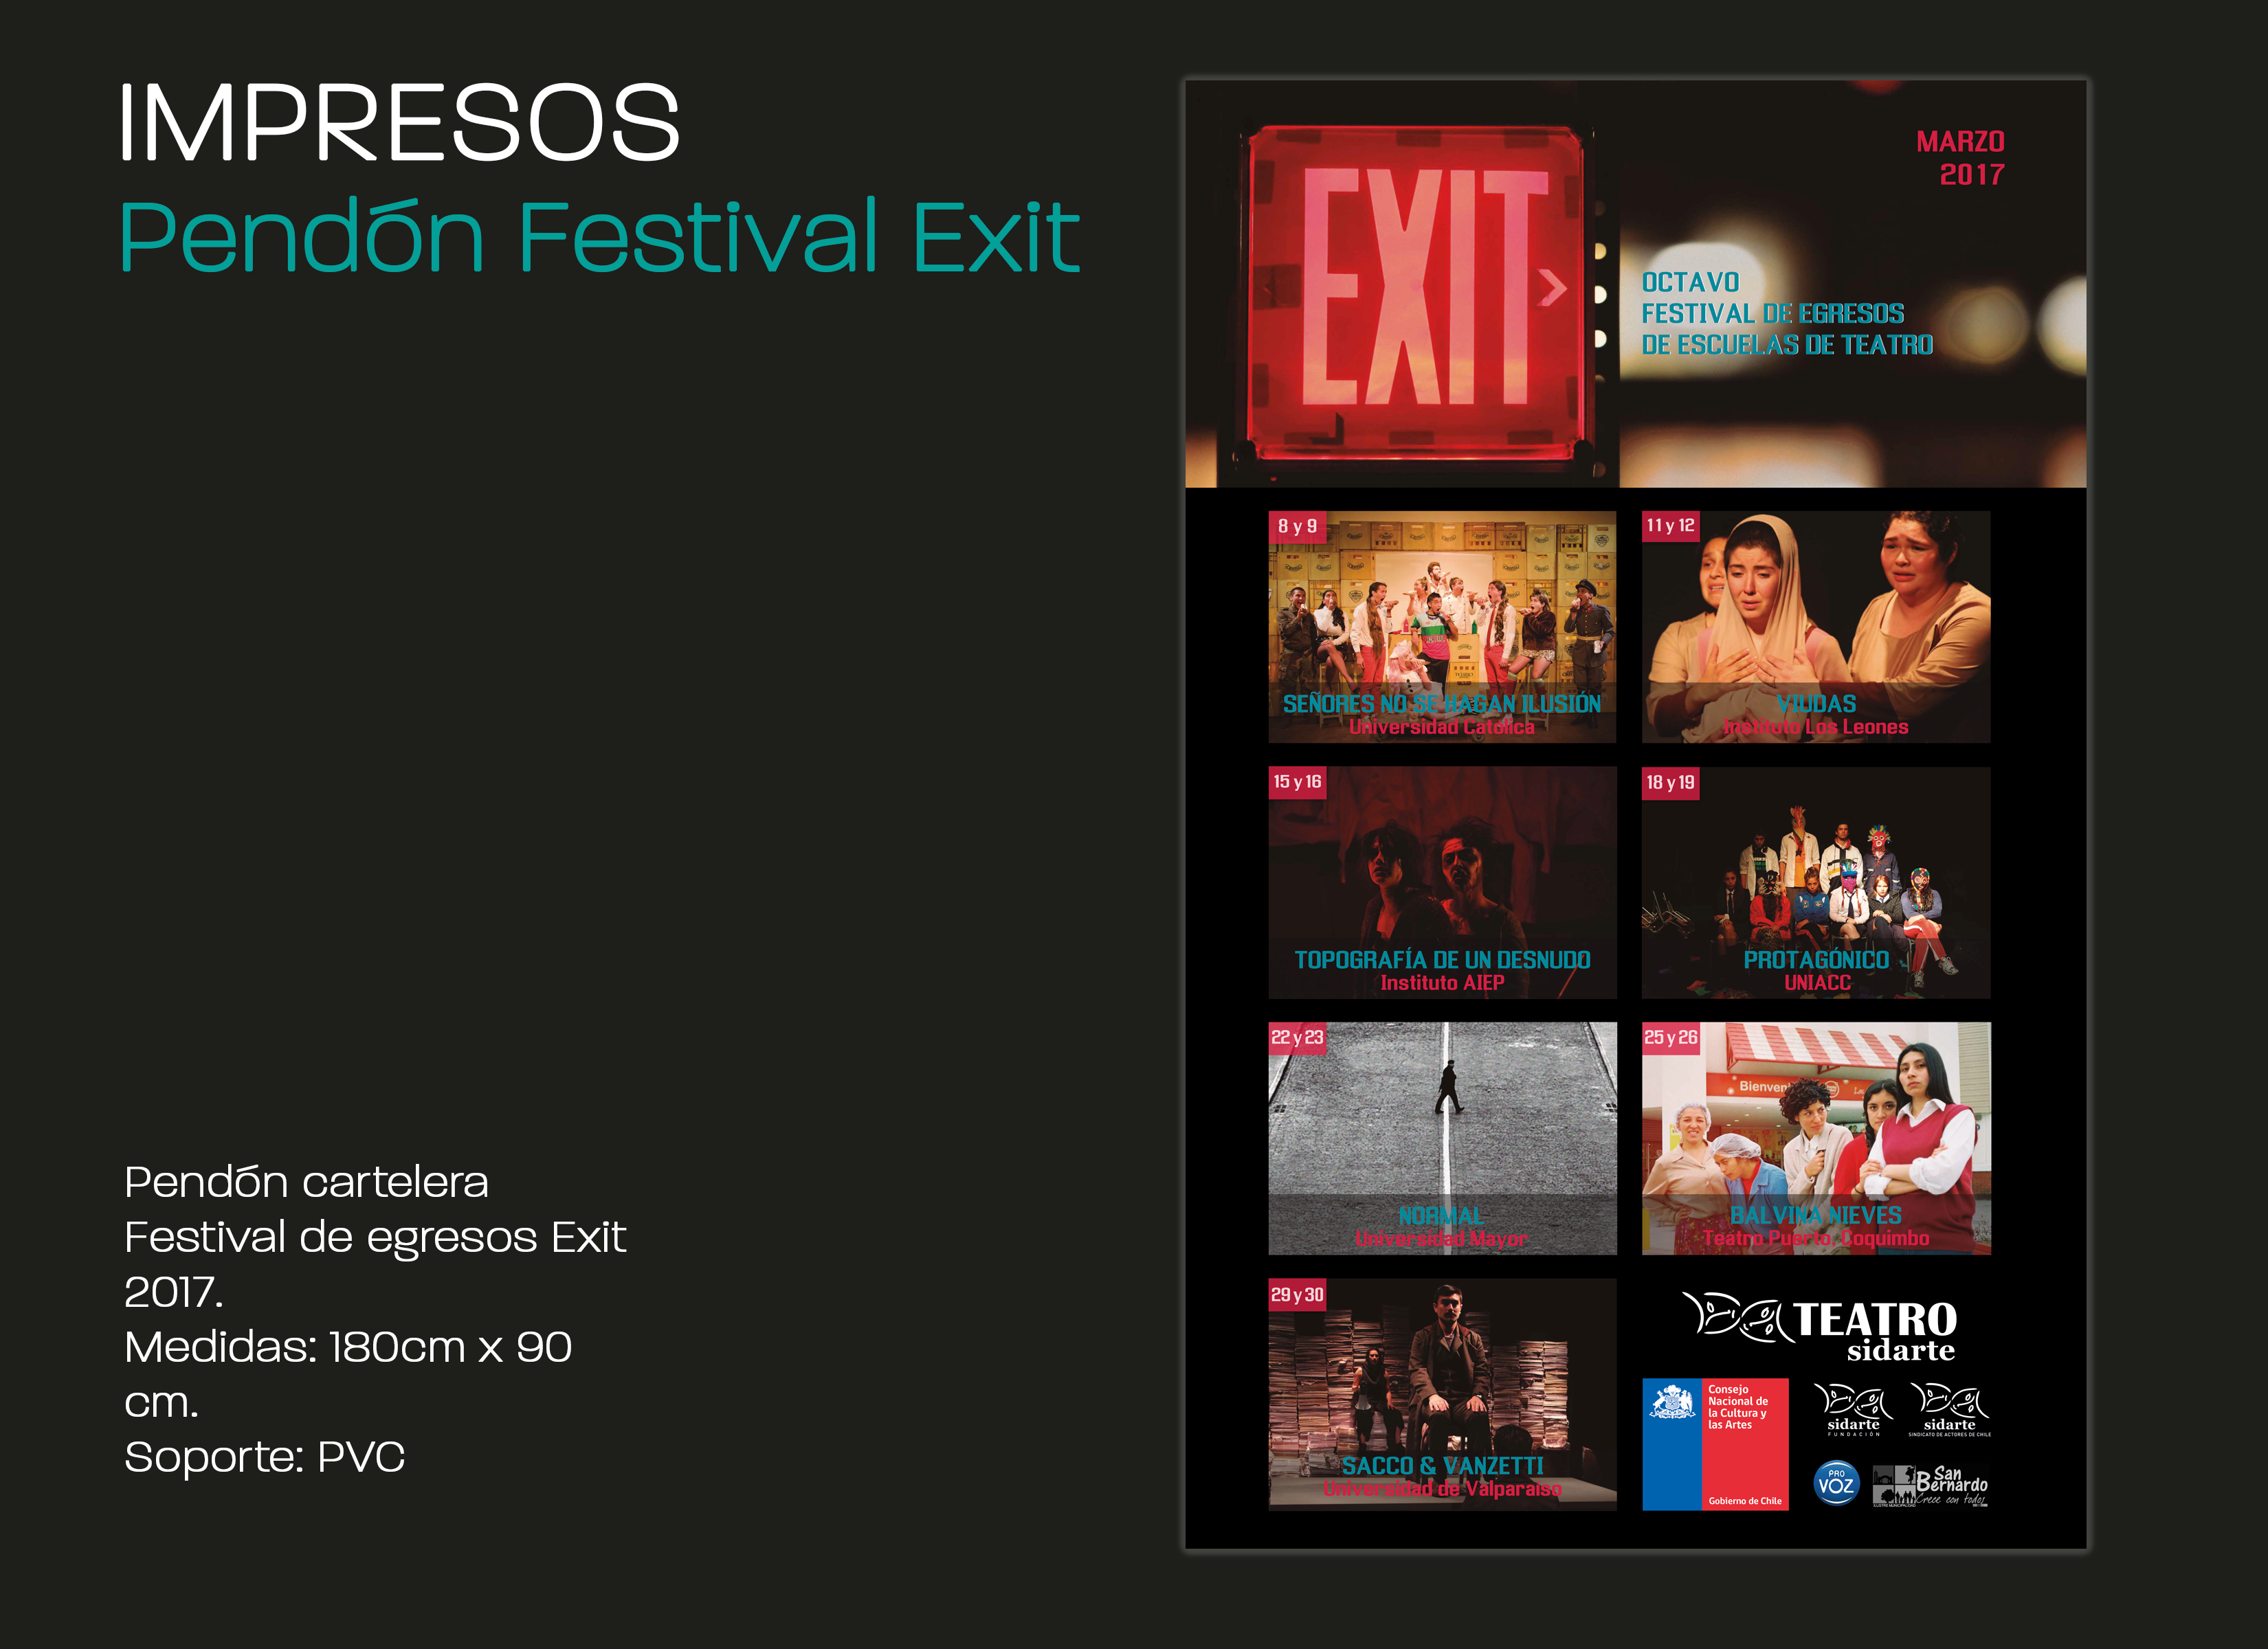 IMPRESOS
Pendón Festival Exit
Pendón cartelera
Festival de egresos Exit
2017.
Medidas: 180cm x 90
cm.
Soporte: PVC
EXIT
MARZO
2017
OCTAVO
FESTIVAL DE EGRESOS
DE ESCUELAS DE TEATRO
8 y 9
SEÑORES NO SE HAGAN ILUSIÓN
Universidad Católica
11 y 12
VIUDAS
Instituto Los Leones
15 y 16
TOPOGRAFÍA DE UN DESNUDO
Instituto AIEP
18 y 19
PROTAGÓNICO
UNIACC
22 y 23
NORMAL
Universidad Mayor
25 y 26
BALVINA NIEVES
Teatro Puerto, Coquimbo
29 y 30
SACCO & VANZETTI
Universidad de Valparaíso
TEATRO
sidarte
Consejo
Nacional de
la Cultura y
las Artes
Gobierno de Chile
sidarte
FUNDACIÓN
sidarte
SINDICATO DE ACTORES DE CHILE
PRO
VOZ
San
Bernardo
Crece con todos
ILUSTRE MUNICIPALIDAD